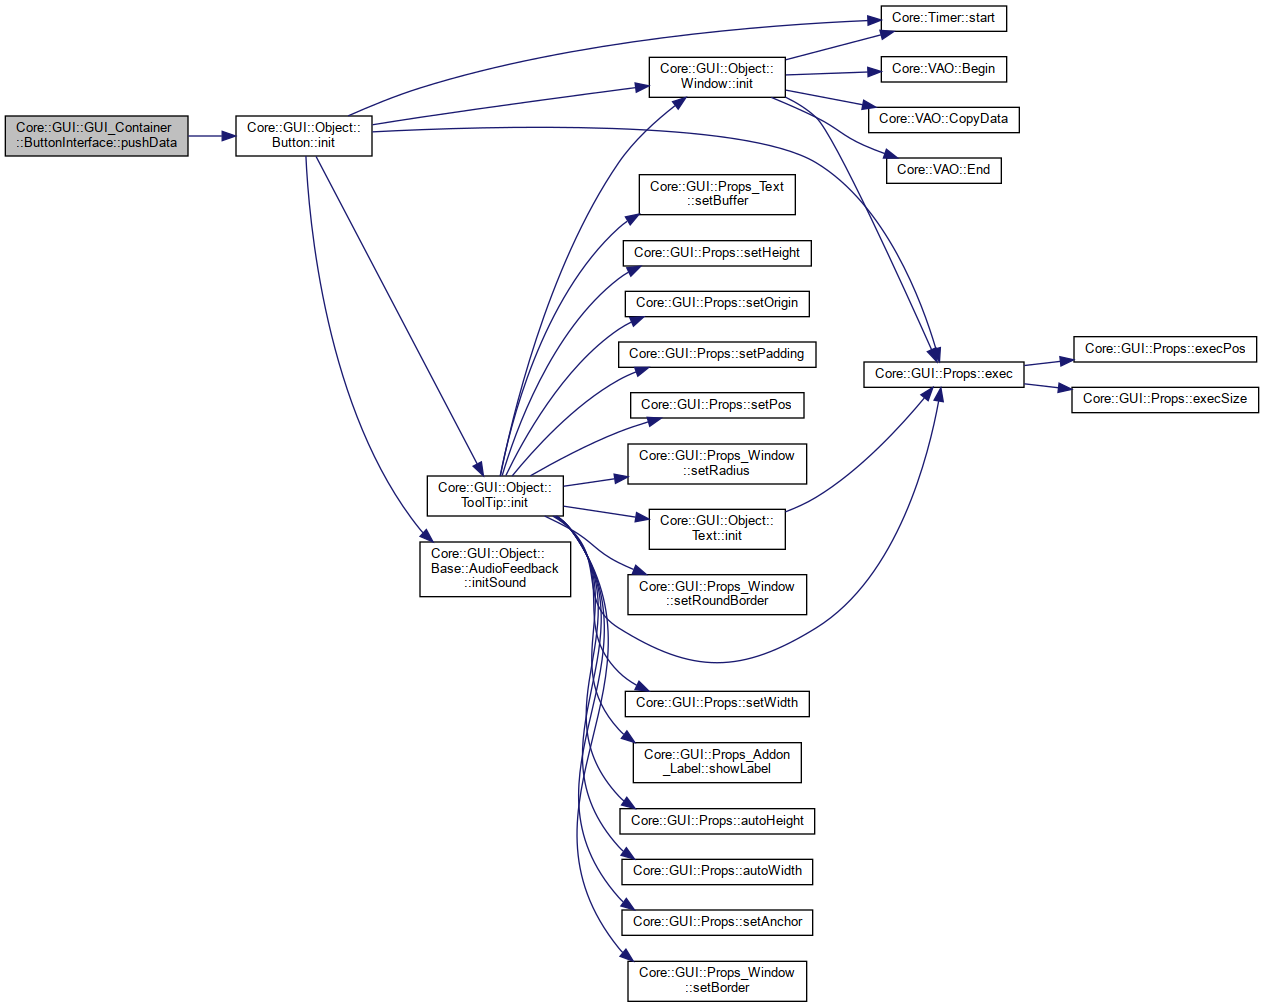 Core::GUI::GUI_Container
::ButtonInterface::pushData
Core::GUI::Object::
Button::init
Core::GUI::Object::
ToolTip::init
Core::GUI::Object::
Base::AudioFeedback
::initSound
Core::GUI::Object::
Window::init
Core::GUI::Props_Text
::setBuffer
Core::GUI::Props::setHeight
Core::GUI::Props::setOrigin
Core::GUI::Props::setPadding
Core::GUI::Props::setPos
Core::GUI::Props_Window
::setRadius
Core::GUI::Object::
Text::init
Core::GUI::Props_Window
::setRoundBorder
Core::GUI::Props::setWidth
Core::GUI::Props_Addon
_Label::showLabel
Core::GUI::Props::autoHeight
Core::GUI::Props::autoWidth
Core::GUI::Props::setAnchor
Core::GUI::Props_Window
::setBorder
Core::Timer::start
Core::VAO::Begin
Core::VAO::CopyData
Core::VAO::End
Core::GUI::Props::exec
Core::GUI::Props::execPos
Core::GUI::Props::execSize